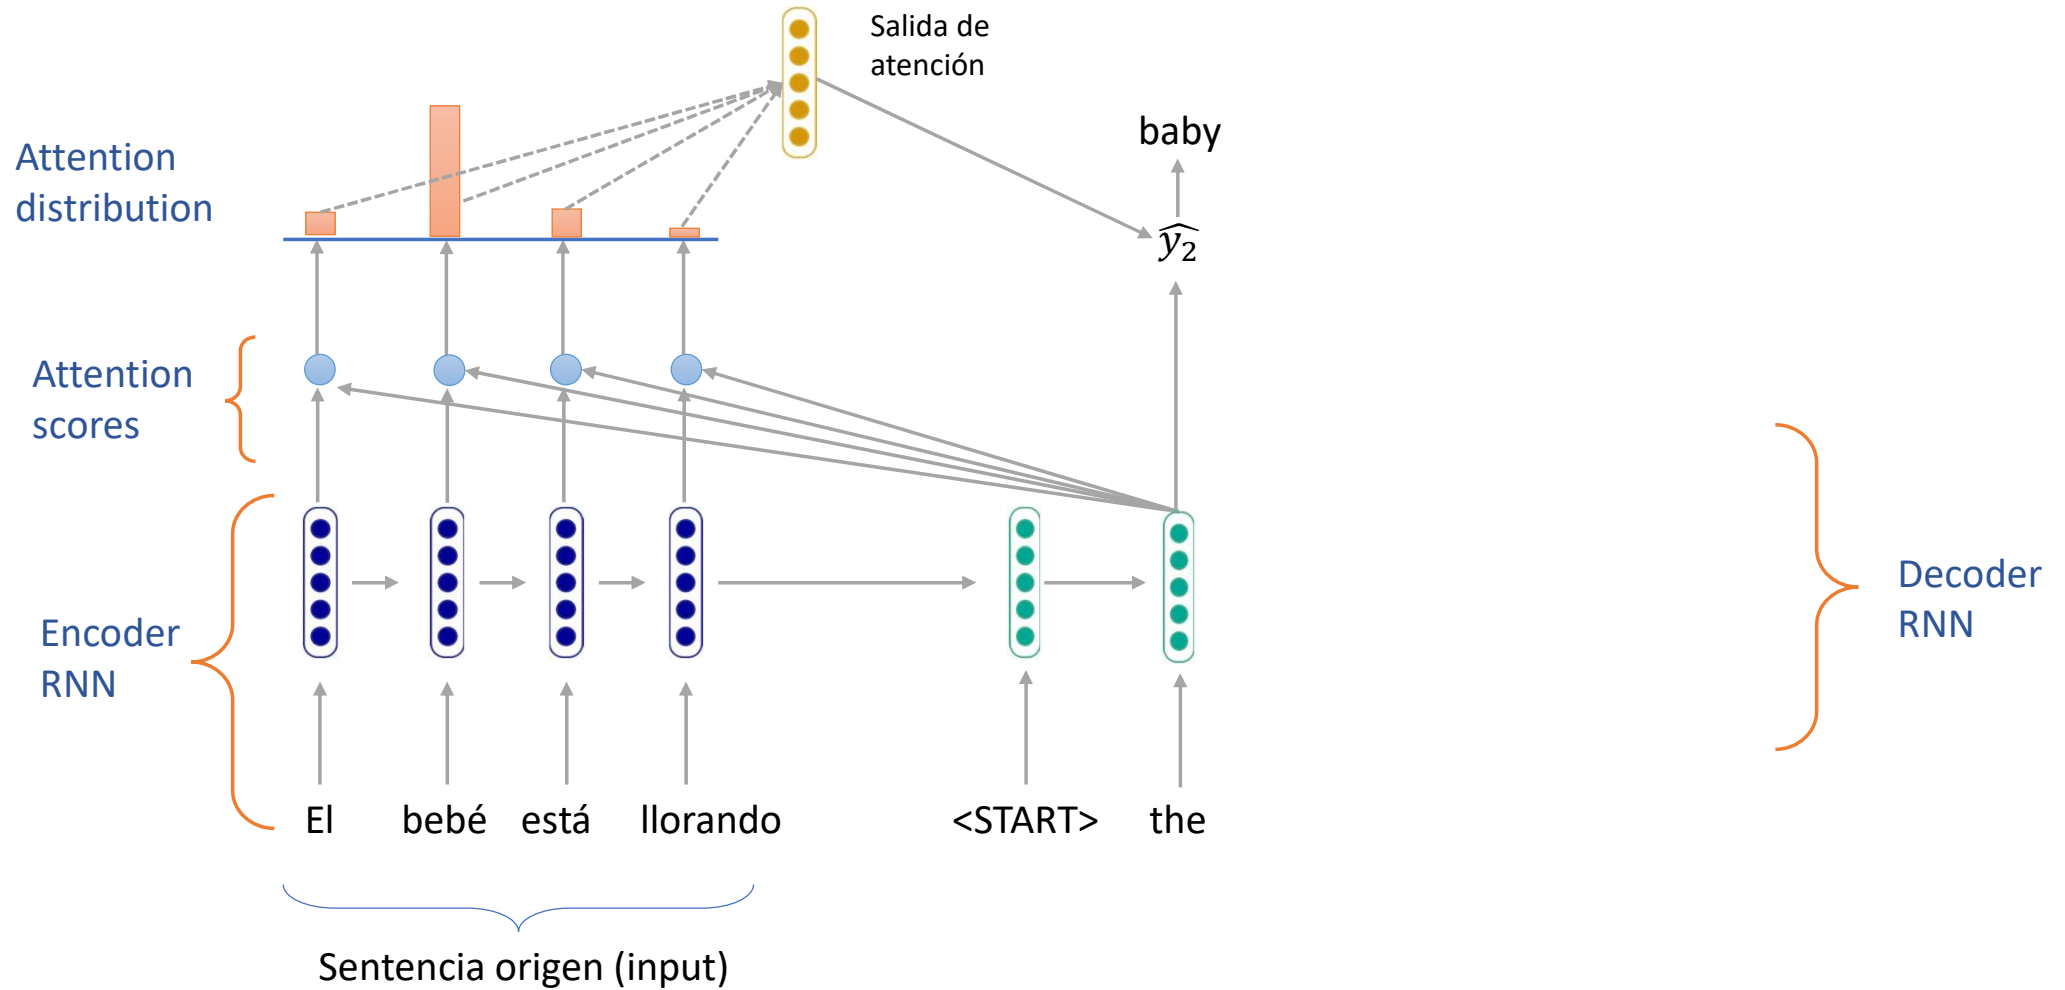 Salida de
atención
baby
Attention
distribution
ŷ₂
Attention
scores
Decoder
RNN
Encoder
RNN
El bebé está llorando <START> the
Sentencia origen (input)